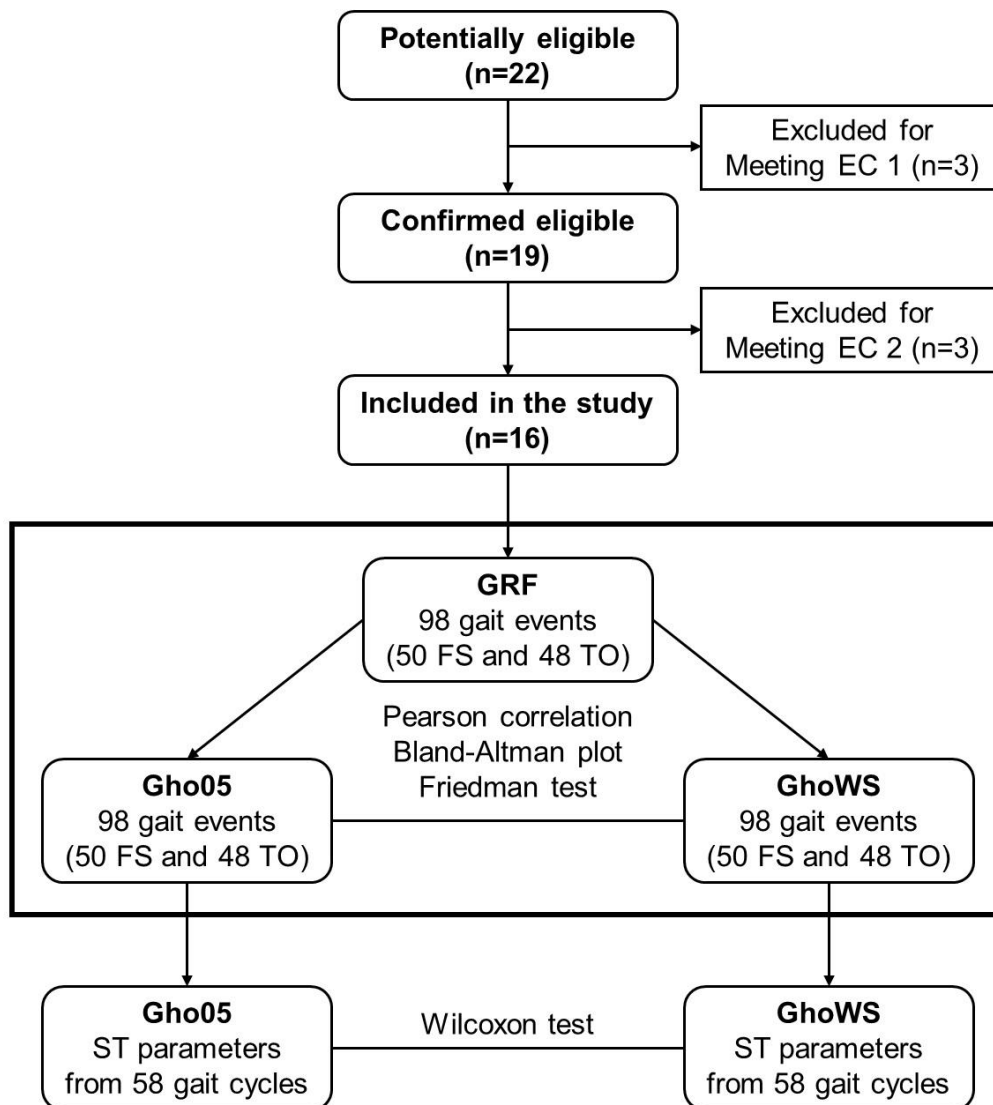 Potentially eligible
(n=22)
Excluded for
Meeting EC 1 (n=3)
Confirmed eligible
(n=19)
Excluded for
Meeting EC 2 (n=3)
Included in the study
(n=16)
GRF
98 gait events
(50 FS and 48 TO)
Pearson correlation
Bland-Altman plot
Friedman test
Gho05
98 gait events
(50 FS and 48 TO)
GhoWS
98 gait events
(50 FS and 48 TO)
Gho05
ST parameters
from 58 gait cycles
Wilcoxon test
GhoWS
ST parameters
from 58 gait cycles